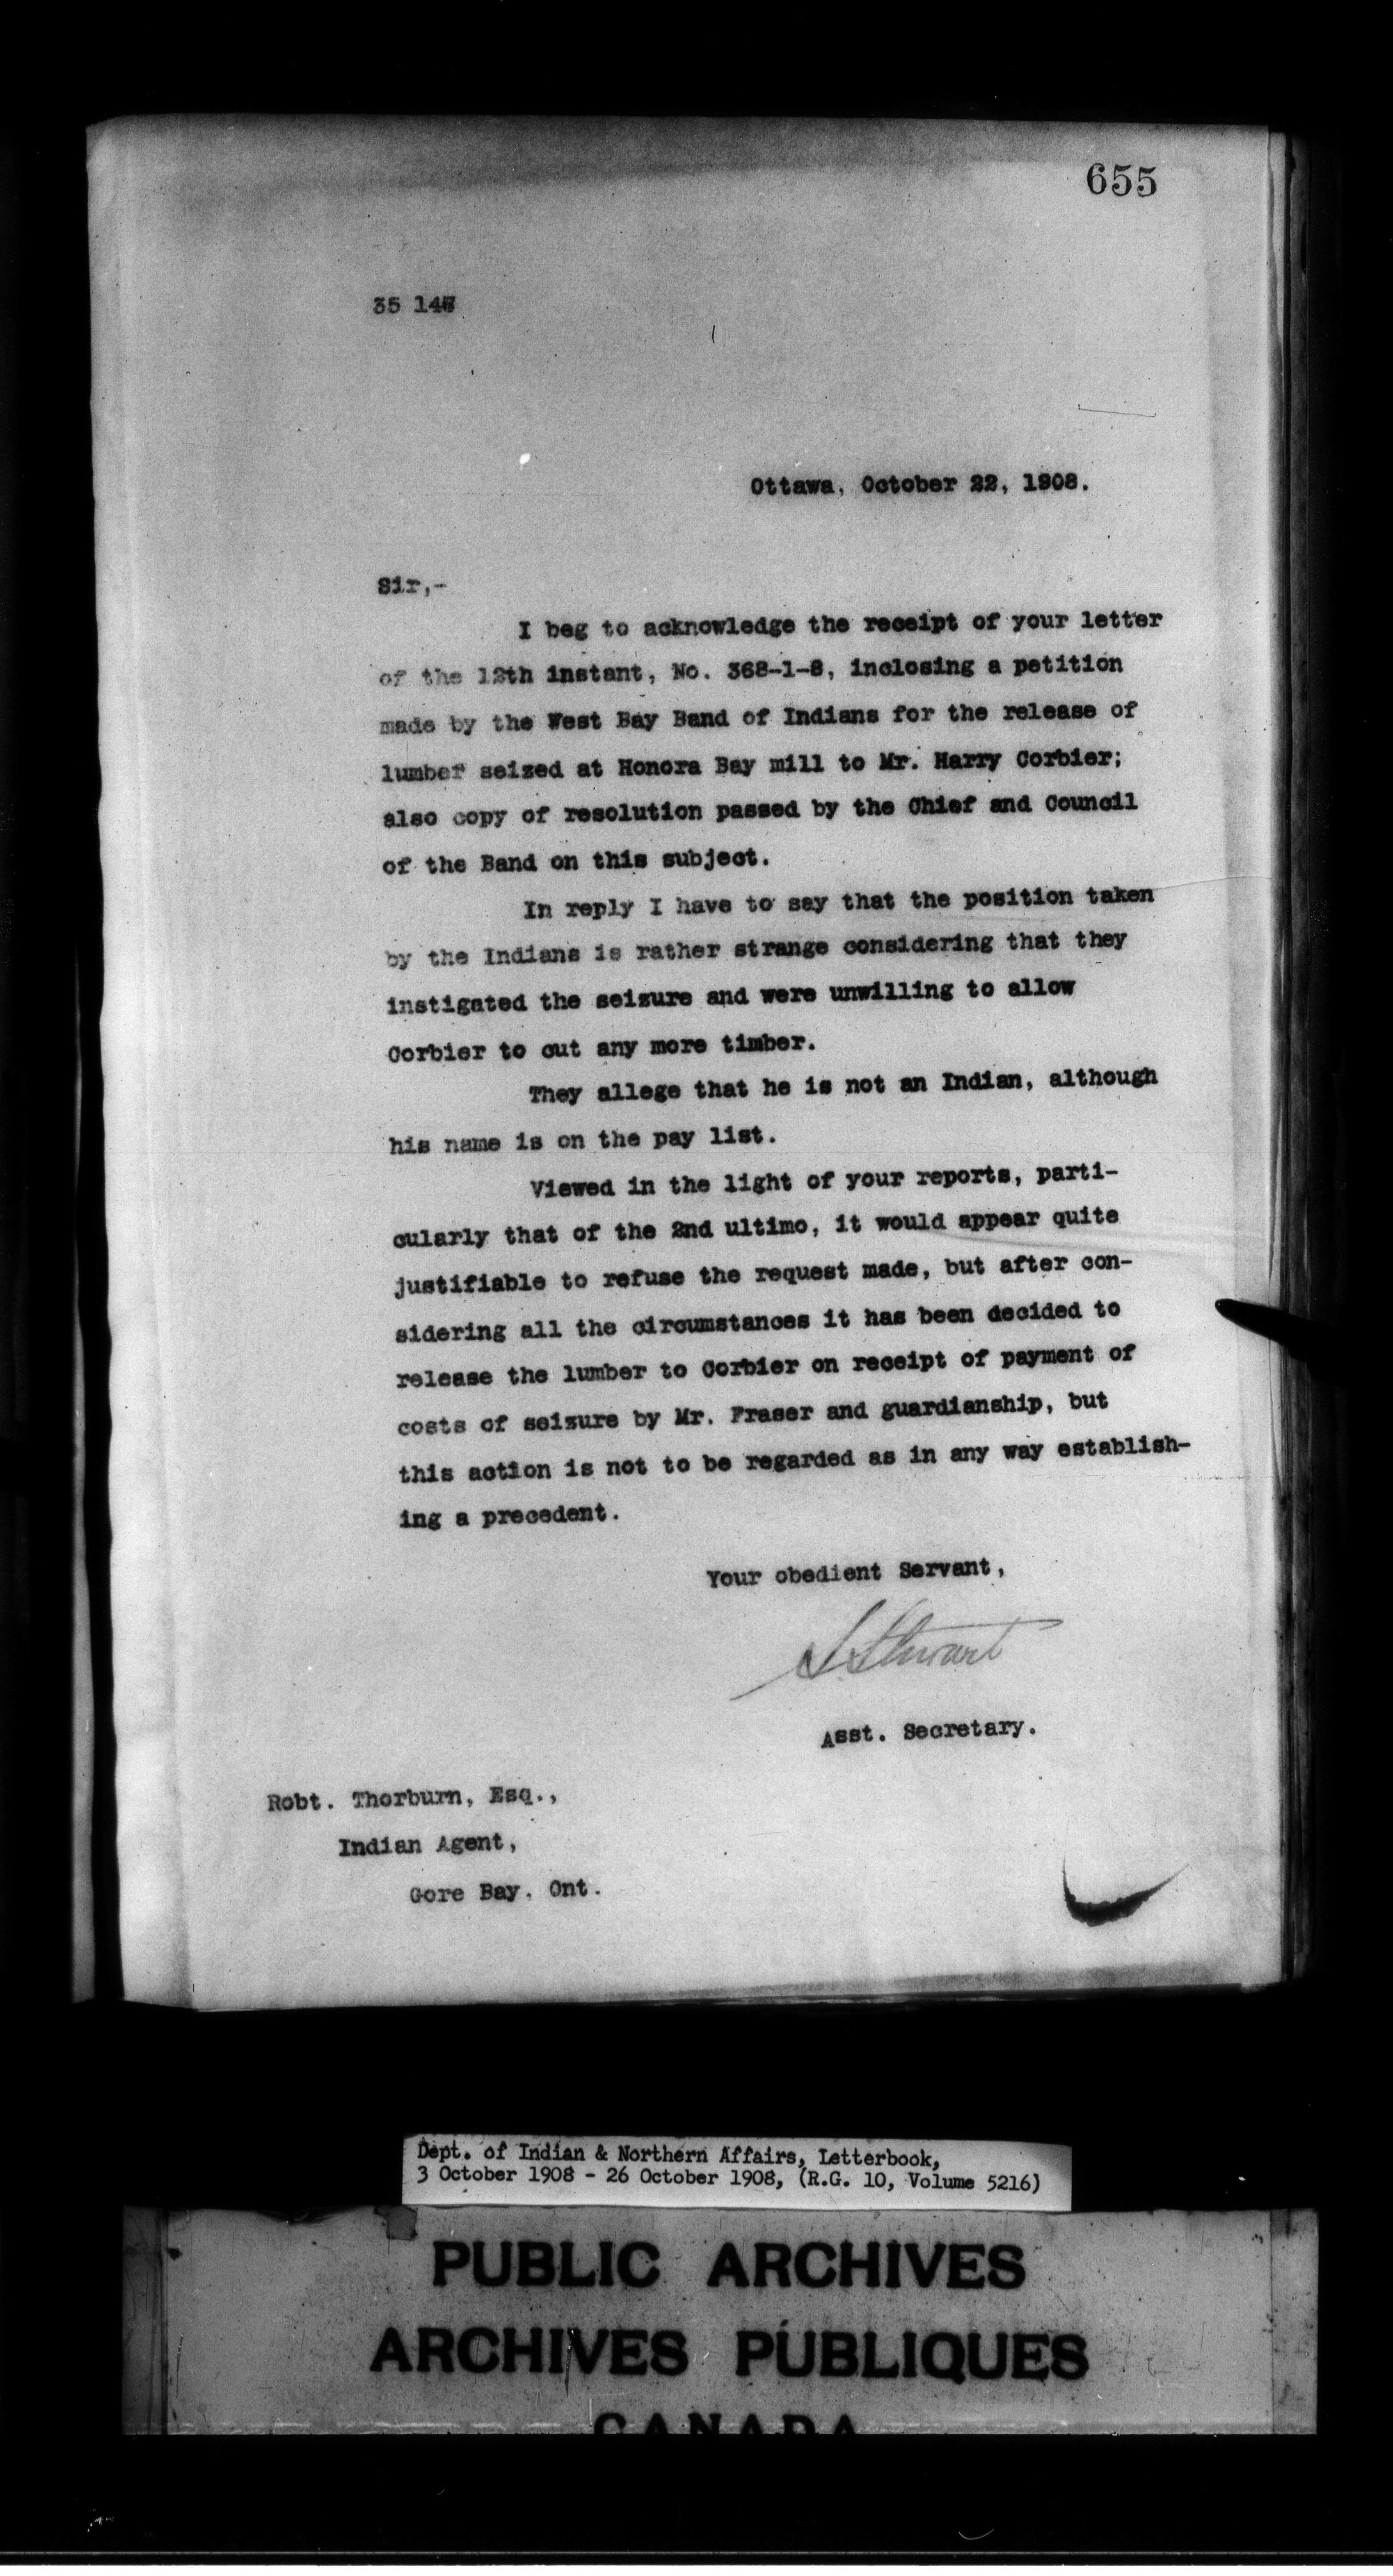 655
35 147
Ottawa, October 22, 1908.
Sir,-
I beg to acknowledge the receipt of your letter
of the 12th instant, No. 368-1-8, inclosing a petition
made by the West Bay Band of Indians for the release of
lumber seized at Honora Bay mill to Mr. Harry Corbier;
also copy of resolution passed by the Chief and Council
of the Band on this subject.
In reply I have to say that the position taken
by the Indians is rather strange considering that they
instigated the seizure and were unwilling to allow
Corbier to cut any more timber.
They allege that he is not an Indian, although
his name is on the pay list.
Viewed in the light of your reports, parti-
cularly that of the 2nd ultimo, it would appear quite
justifiable to refuse the request made, but after con-
sidering all the circumstances it has been decided to
release the lumber to Corbier on receipt of payment of
costs of seizure by Mr. Fraser and guardianship, but
this action is not to be regarded as in any way establish-
ing a precedent.
Your obedient Servant,
S. Stewart
Asst. Secretary.
Robt. Thorburn, Esq.,
Indian Agent,
Gore Bay, Ont.
Dept. of Indian & Northern Affairs, Letterbook,
3 October 1908 - 26 October 1908, (R.G. 10, Volume 5216)
PUBLIC ARCHIVES
ARCHIVES PUBLIQUES
CANADA